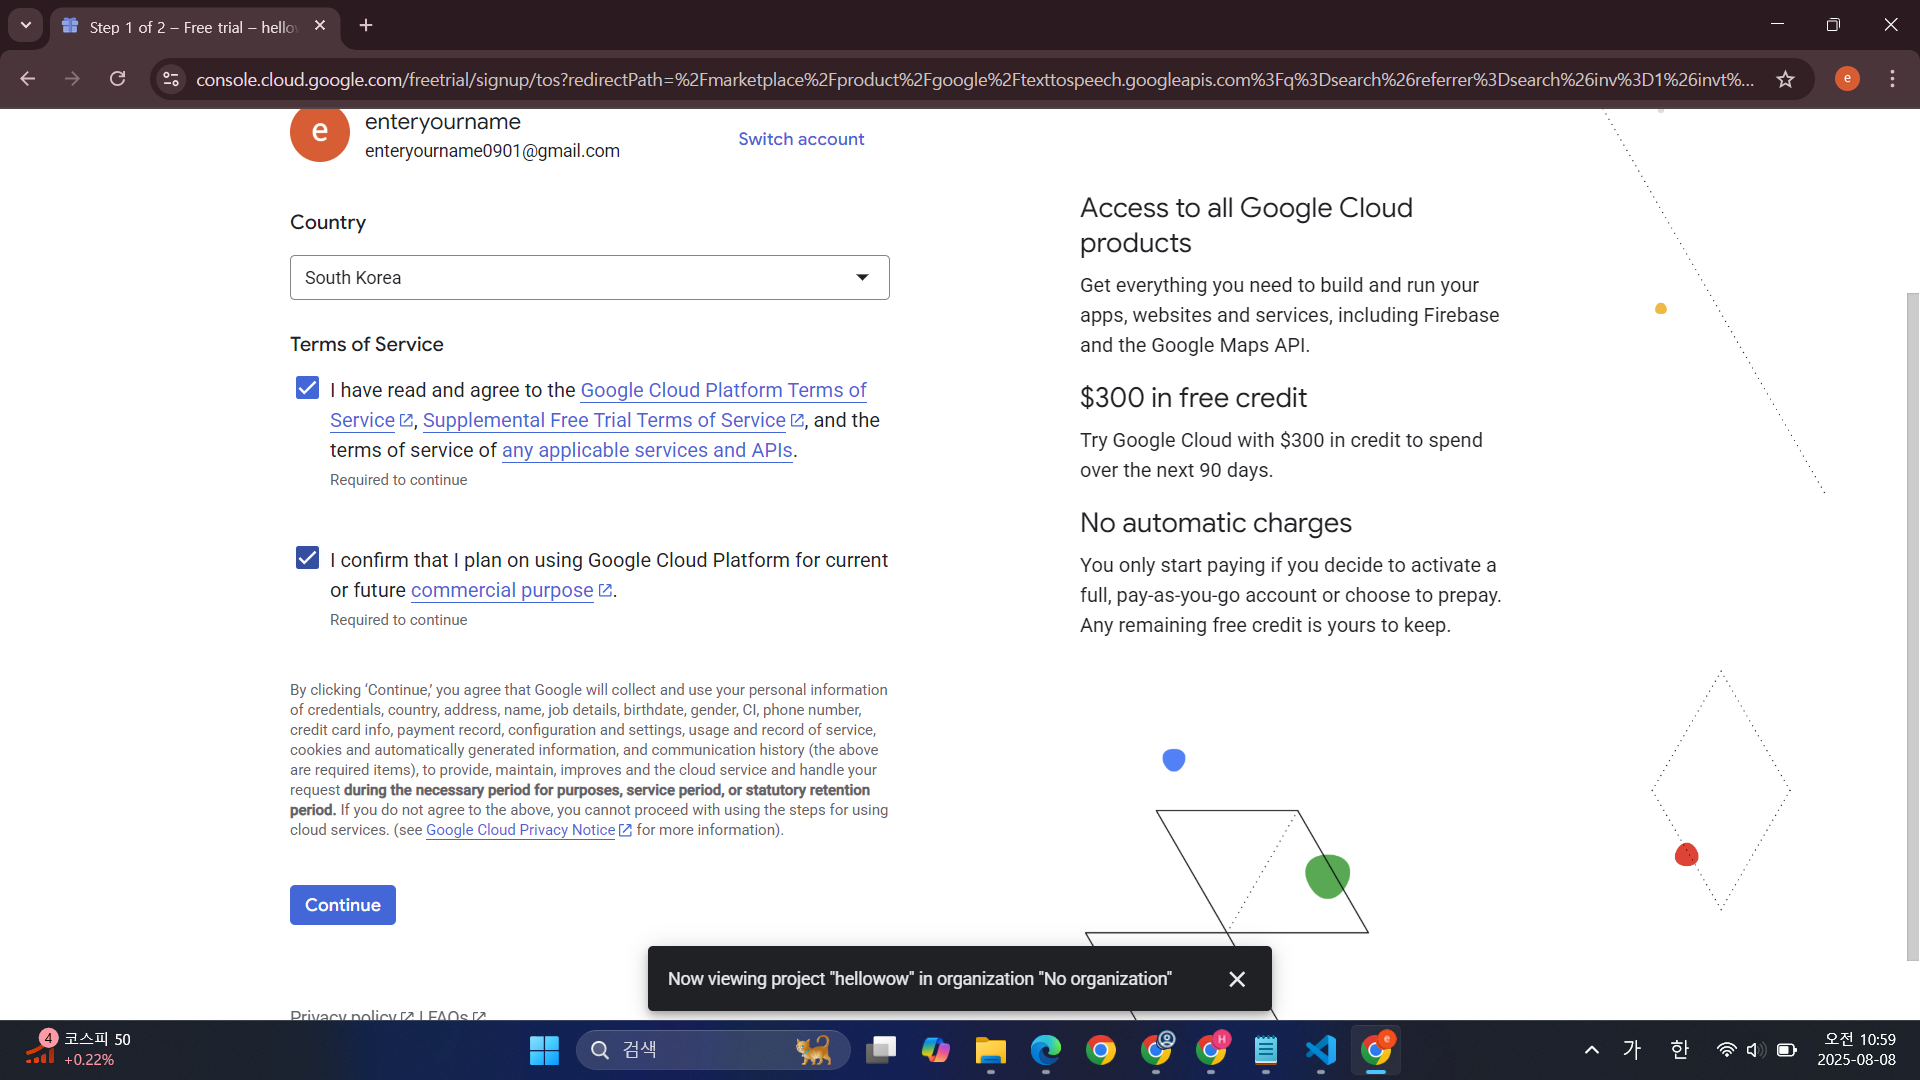 Step 1 of 2 – Free trial – hello
console.cloud.google.com/freetrial/signup/tos?redirectPath=%2Fmarketplace%2Fproduct%2Fgoogle%2Ftexttospeech.googleapis.com%3Fq%3Dsearch%26referrer%3Dsearch%26inv%3D1%26invt%...
e
e
enteryourname
enteryourname0901@gmail.com
Switch account
Country
South Korea
Terms of Service
I have read and agree to the Google Cloud Platform Terms of
Service, Supplemental Free Trial Terms of Service, and the
terms of service of any applicable services and APIs.
Required to continue
I confirm that I plan on using Google Cloud Platform for current
or future commercial purpose.
Required to continue
By clicking ‘Continue,’ you agree that Google will collect and use your personal information
of credentials, country, address, name, job details, birthdate, gender, CI, phone number,
credit card info, payment record, configuration and settings, usage and record of service,
cookies and automatically generated information, and communication history (the above
are required items), to provide, maintain, improves and the cloud service and handle your
request during the necessary period for purposes, service period, or statutory retention
period. If you do not agree to the above, you cannot proceed with using the steps for using
cloud services. (see Google Cloud Privacy Notice for more information).
Continue
Privacy policy | FAQs
Access to all Google Cloud
products
Get everything you need to build and run your
apps, websites and services, including Firebase
and the Google Maps API.
$300 in free credit
Try Google Cloud with $300 in credit to spend
over the next 90 days.
No automatic charges
You only start paying if you decide to activate a
full, pay-as-you-go account or choose to prepay.
Any remaining free credit is yours to keep.
Now viewing project "hellowow" in organization "No organization"
4
코스피 50
+0.22%
검색
H
e
가
한
오전 10:59
2025-08-08